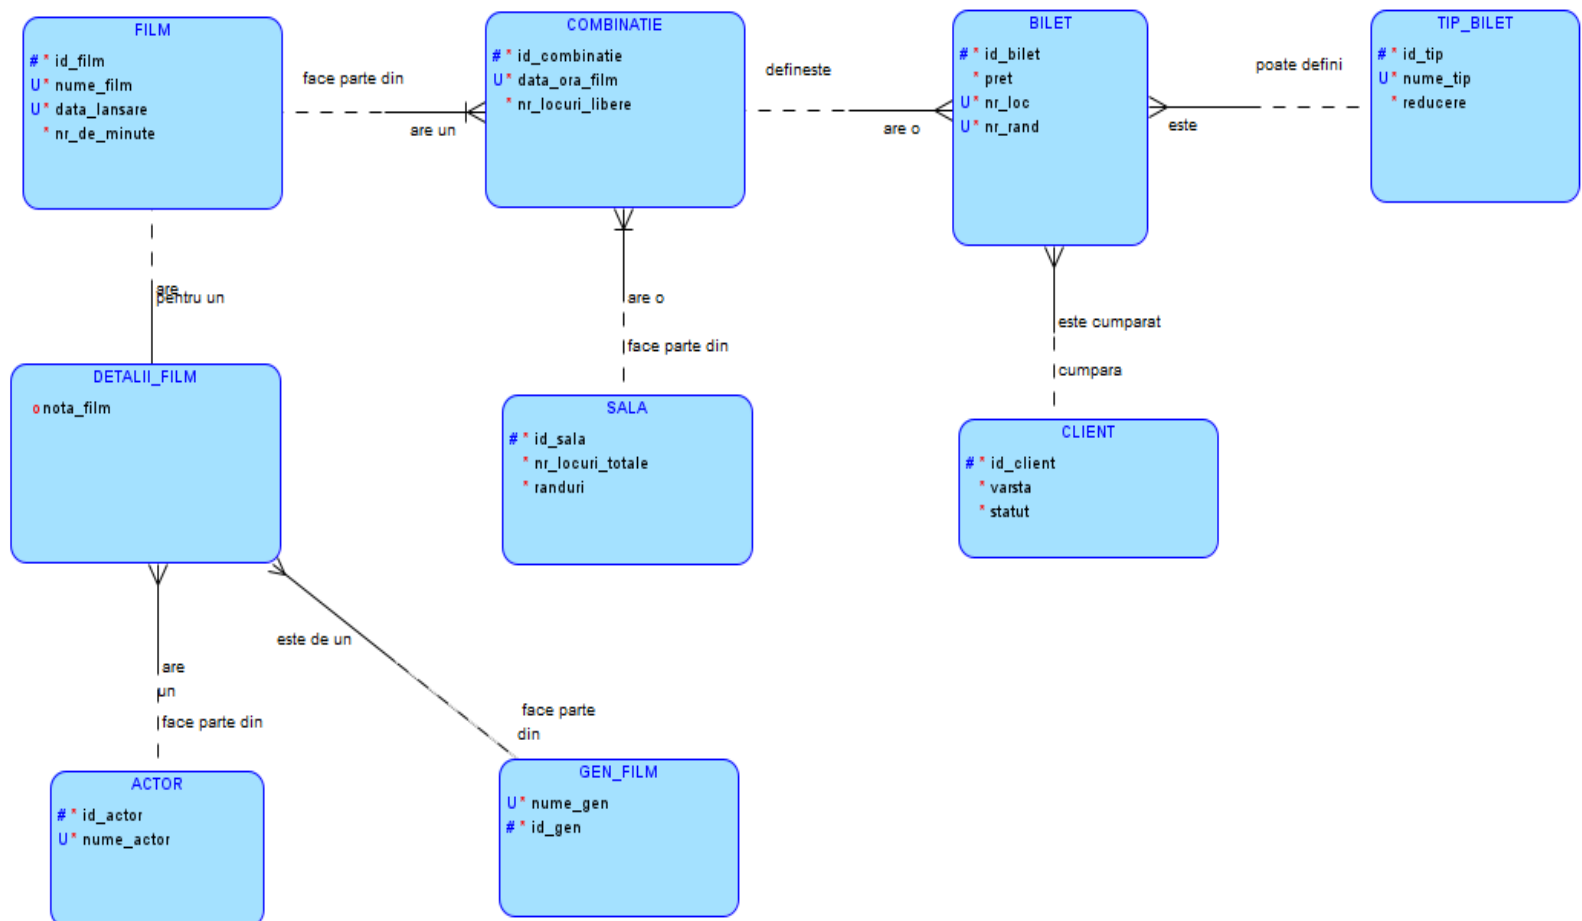 FILM
# * id_film
U * nume_film
U * data_lansare
* nr_de_minute
face parte din
are un
COMBINATIE
# * id_combinatie
U * data_ora_film
* nr_locuri_libere
defineste
are o
BILET
# * id_bilet
* pret
U * nr_loc
U * nr_rand
poate defini
este
TIP_BILET
# * id_tip
U * nume_tip
* reducere
are
pentru un
are o
face parte din
este cumparat
cumpara
DETALII_FILM
o nota_film
SALA
# * id_sala
* nr_locuri_totale
* randuri
CLIENT
# * id_client
* varsta
* statut
este de un
are
un
face parte din
face parte
din
ACTOR
# * id_actor
U * nume_actor
GEN_FILM
U * nume_gen
# * id_gen